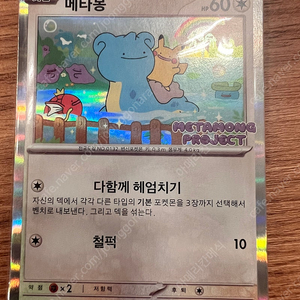 메타몽
HP60
METAMONG
PROJECT
다함께 헤엄치기
자신의 덱에서 각각 다른 타입의 기본 포켓몬을 3장까지 선택해서
벤치로 내보낸다. 그리고 덱을 섞는다.
철퍽 10
약점 ×2 저항력 후퇴